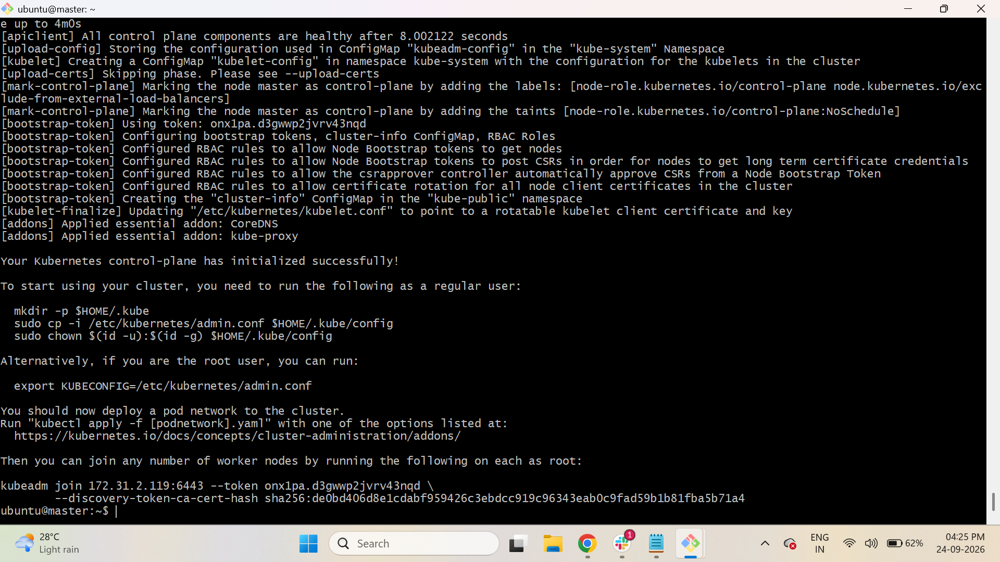 ubuntu@master: ~
e up to 4m0s
[apiclient] All control plane components are healthy after 8.002122 seconds
[upload-config] Storing the configuration used in ConfigMap "kubeadm-config" in the "kube-system" Namespace
[kubelet] Creating a ConfigMap "kubelet-config" in namespace kube-system with the configuration for the kubelets in the cluster
[upload-certs] Skipping phase. Please see --upload-certs
[mark-control-plane] Marking the node master as control-plane by adding the labels: [node-role.kubernetes.io/control-plane node.kubernetes.io/exc
lude-from-external-load-balancers]
[mark-control-plane] Marking the node master as control-plane by adding the taints [node-role.kubernetes.io/control-plane:NoSchedule]
[bootstrap-token] Using token: onx1pa.d3gwwp2jvrv43nqd
[bootstrap-token] Configuring bootstrap tokens, cluster-info ConfigMap, RBAC Roles
[bootstrap-token] Configured RBAC rules to allow Node Bootstrap tokens to get nodes
[bootstrap-token] Configured RBAC rules to allow Node Bootstrap tokens to post CSRs in order for nodes to get long term certificate credentials
[bootstrap-token] Configured RBAC rules to allow the csrapprover controller automatically approve CSRs from a Node Bootstrap Token
[bootstrap-token] Configured RBAC rules to allow certificate rotation for all node client certificates in the cluster
[bootstrap-token] Creating the "cluster-info" ConfigMap in the "kube-public" namespace
[kubelet-finalize] Updating "/etc/kubernetes/kubelet.conf" to point to a rotatable kubelet client certificate and key
[addons] Applied essential addon: CoreDNS
[addons] Applied essential addon: kube-proxy
Your Kubernetes control-plane has initialized successfully!
To start using your cluster, you need to run the following as a regular user:
mkdir -p $HOME/.kube
sudo cp -i /etc/kubernetes/admin.conf $HOME/.kube/config
sudo chown $(id -u):$(id -g) $HOME/.kube/config
Alternatively, if you are the root user, you can run:
export KUBECONFIG=/etc/kubernetes/admin.conf
You should now deploy a pod network to the cluster.
Run "kubectl apply -f [podnetwork].yaml" with one of the options listed at:
https://kubernetes.io/docs/concepts/cluster-administration/addons/
Then you can join any number of worker nodes by running the following on each as root:
kubeadm join 172.31.2.119:6443 --token onx1pa.d3gwwp2jvrv43nqd \
--discovery-token-ca-cert-hash sha256:de0bd406d8e1cdabf959426c3ebdcc919c96343eab0c9fad59b1b81fba5b71a4
ubuntu@master:~$
28°C
Light rain
Search
1
ENG
IN
62%
04:25 PM
24-09-2026